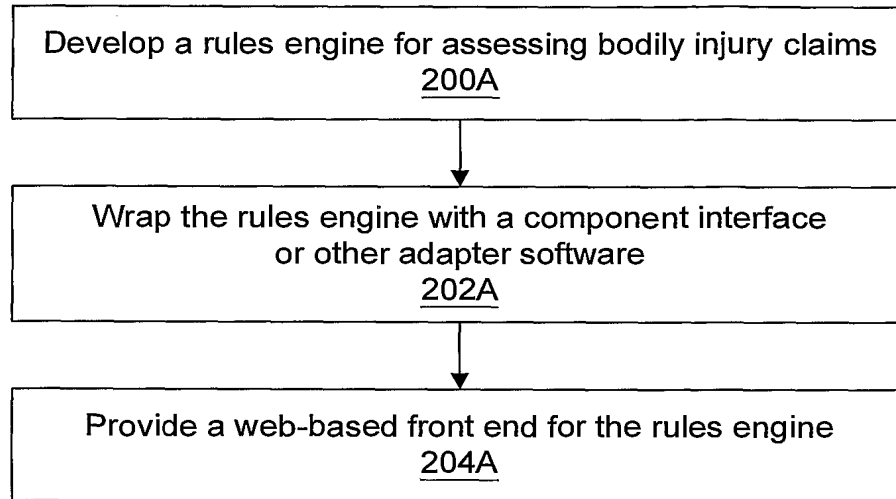 Develop a rules engine for assessing bodily injury claims
200A
Wrap the rules engine with a component interface
or other adapter software
202A
Provide a web-based front end for the rules engine
204A